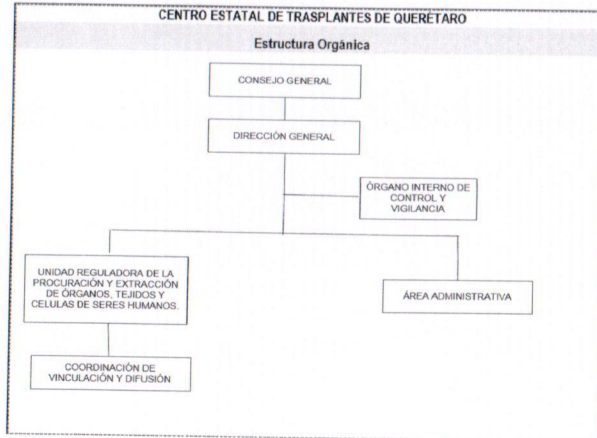 CENTRO ESTATAL DE TRASPLANTES DE QUERÉTARO
Estructura Orgánica
CONSEJO GENERAL
DIRECCIÓN GENERAL
ÓRGANO INTERNO DE
CONTROL Y
VIGILANCIA
UNIDAD REGULADORA DE LA
PROCURACIÓN Y EXTRACCIÓN
DE ÓRGANOS, TEJIDOS Y
CELULAS DE SERES HUMANOS.
ÁREA ADMINISTRATIVA
COORDINACIÓN DE
VINCULACIÓN Y DIFUSIÓN